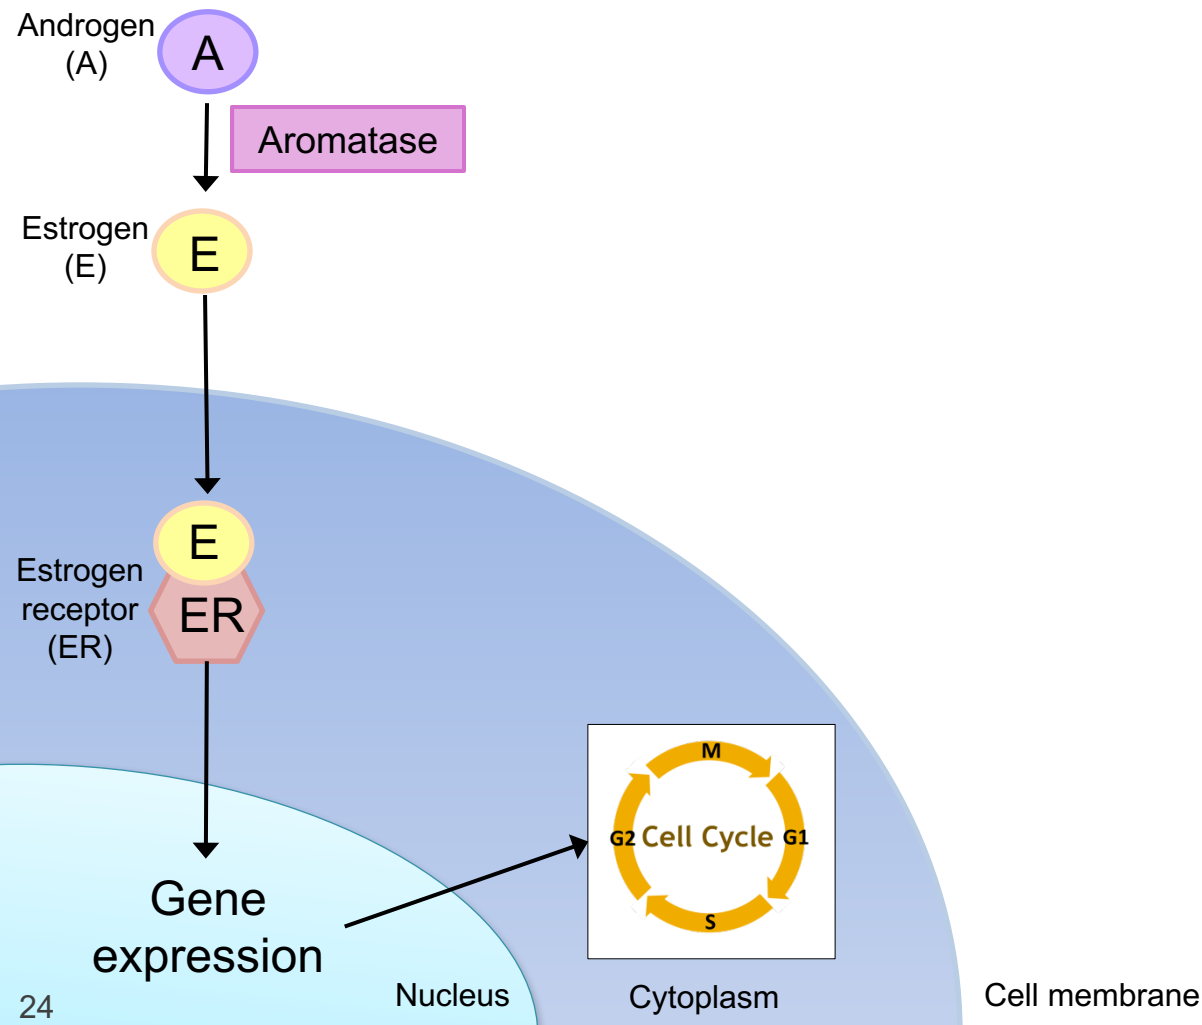 Androgen
(A)
A
Aromatase
Estrogen
(E)
E
E
Estrogen
receptor
(ER)
ER
M
G2 Cell Cycle G1
S
Gene
expression
Nucleus
Cytoplasm
Cell membrane
24